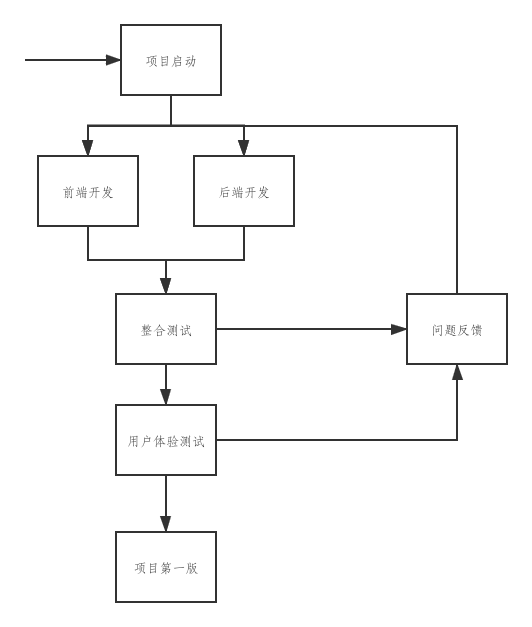 项目启动
前端开发
后端开发
整合测试
问题反馈
用户体验测试
项目第一版